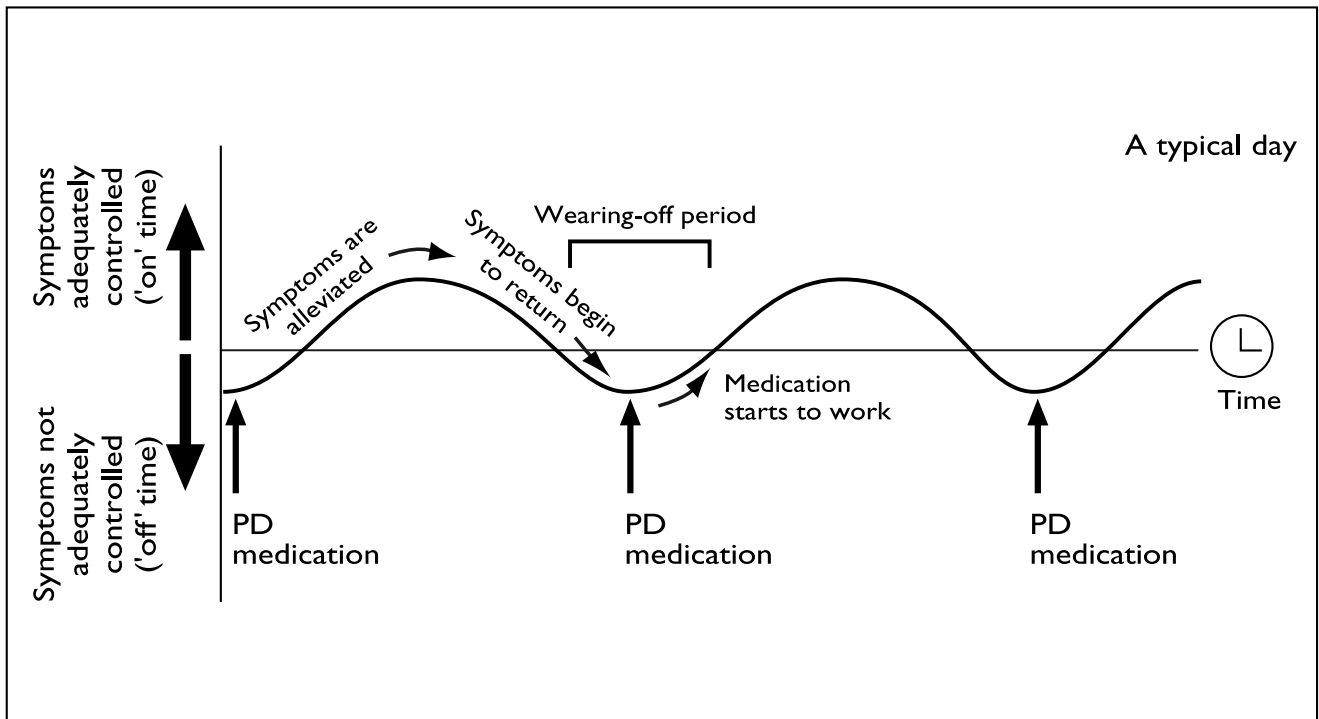 A typical day
Symptoms
adequately
controlled
('on' time)
Symptoms not
adequately
controlled
('off' time)
Symptoms are
alleviated
Symptoms begin
to return
Wearing-off period
Medication
starts to work
Time
PD
medication
PD
medication
PD
medication